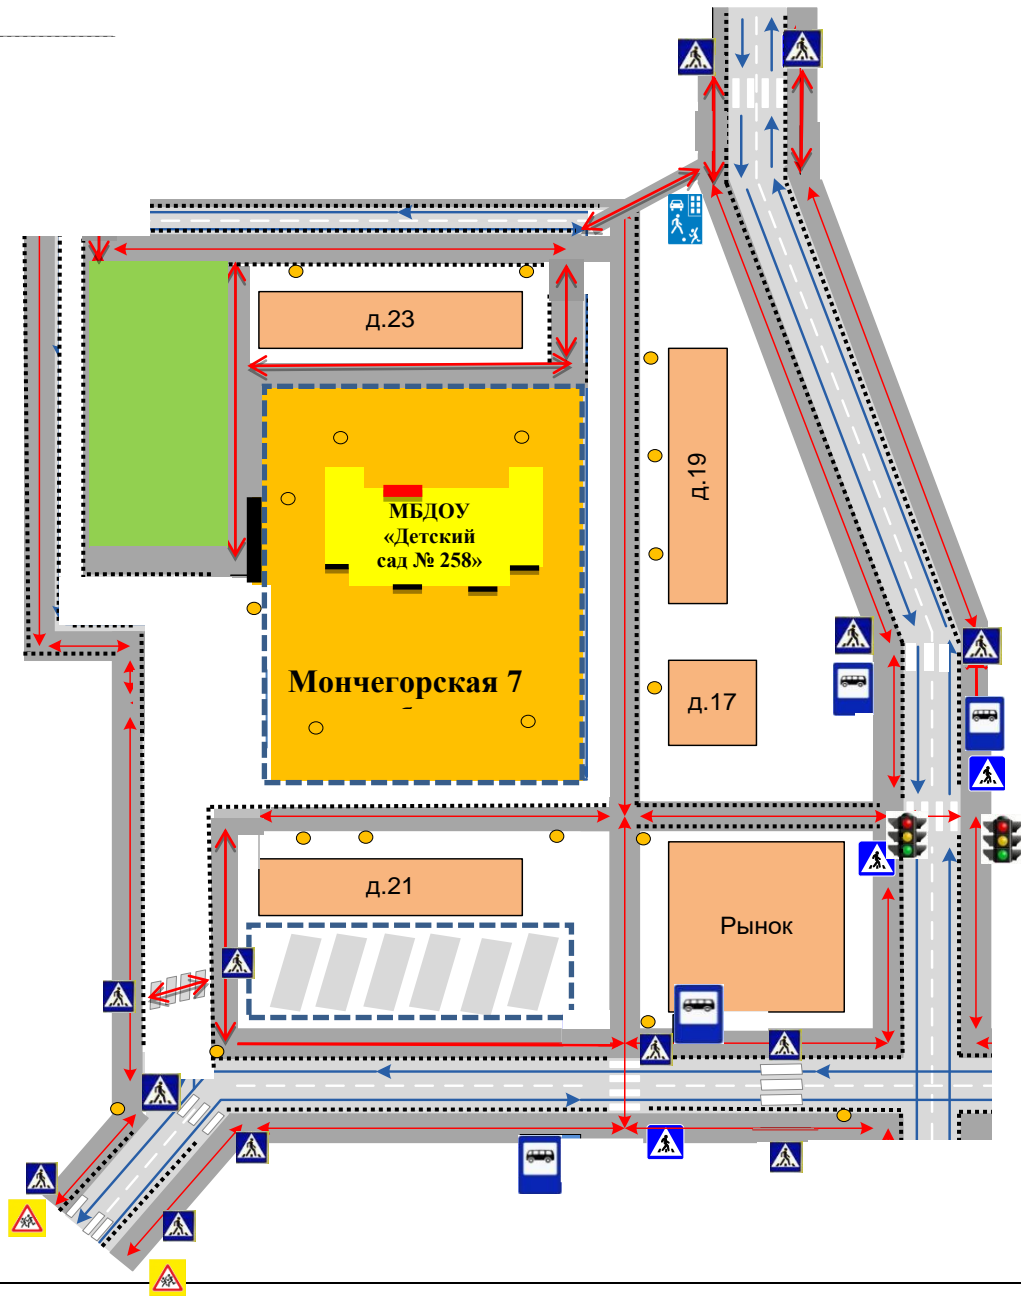 д.23
д.19
МБДОУ
«Детский
сад № 258»
Мончегорская 7
д.17
д.21
Рынок